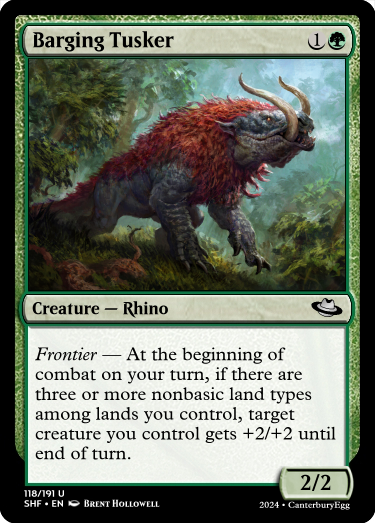 Barging Tusker 1
Creature — Rhino
Frontier — At the beginning of
combat on your turn, if there are
three or more nonbasic land types
among lands you control, target
creature you control gets +2/+2 until
end of turn.
2/2
118/191 U
SHF • EN Brent Hollowell
2024 • CanterburyEgg